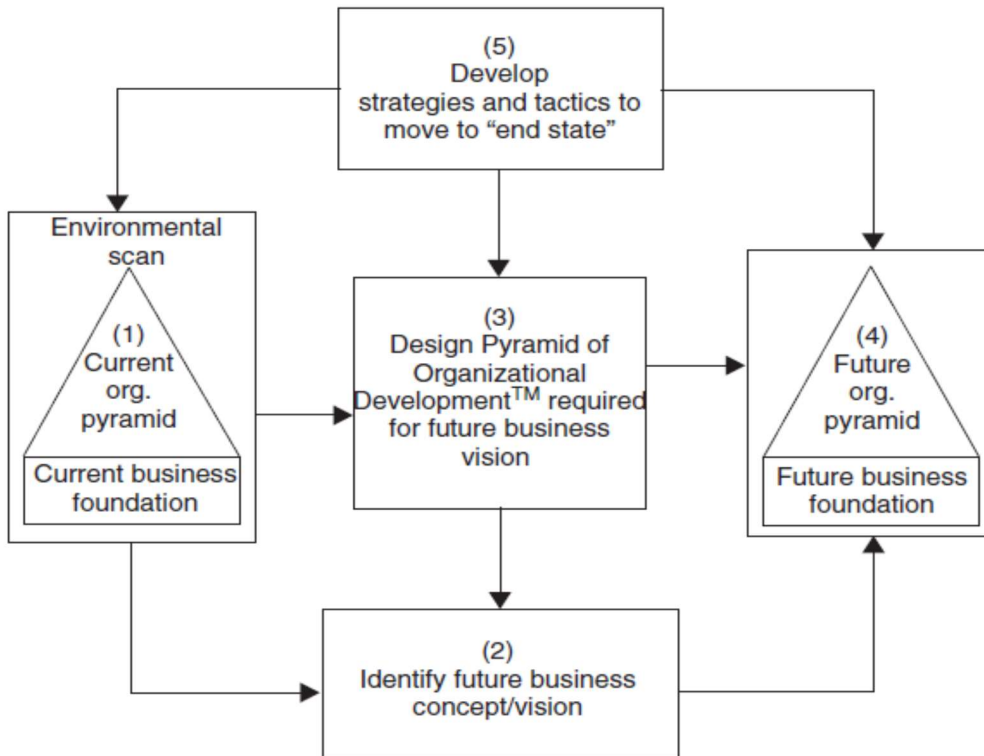 (5)
Develop
strategies and tactics to
move to “end state”
Environmental
scan
(1)
Current
org.
pyramid
Current business
foundation
(3)
Design Pyramid of
Organizational
Development™ required
for future business
vision
(4)
Future
org.
pyramid
Future business
foundation
(2)
Identify future business
concept/vision